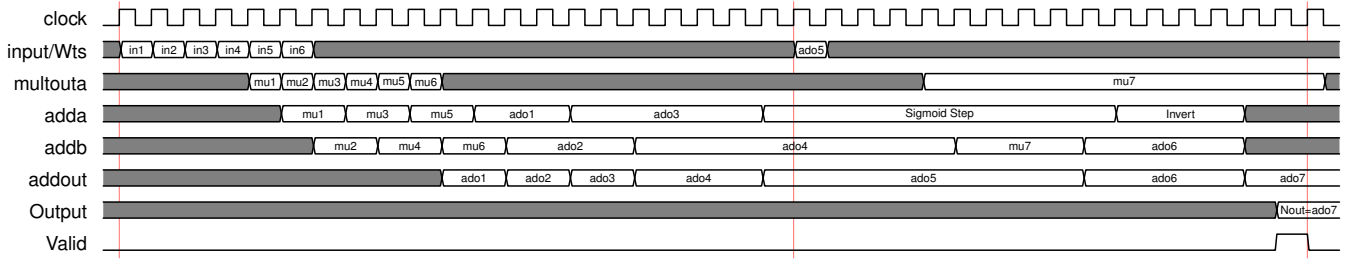 clock
input/Wts in1 in2 in3 in4 in5 in6 ado5
multouta mu1 mu2 mu3 mu4 mu5 mu6 mu7
adda mu1 mu3 mu5 ado1 ado3 Sigmoid Step Invert
addb mu2 mu4 mu6 ado2 ado4 mu7 ado6
addout ado1 ado2 ado3 ado4 ado5 ado6 ado7
Output Nout=ado7
Valid